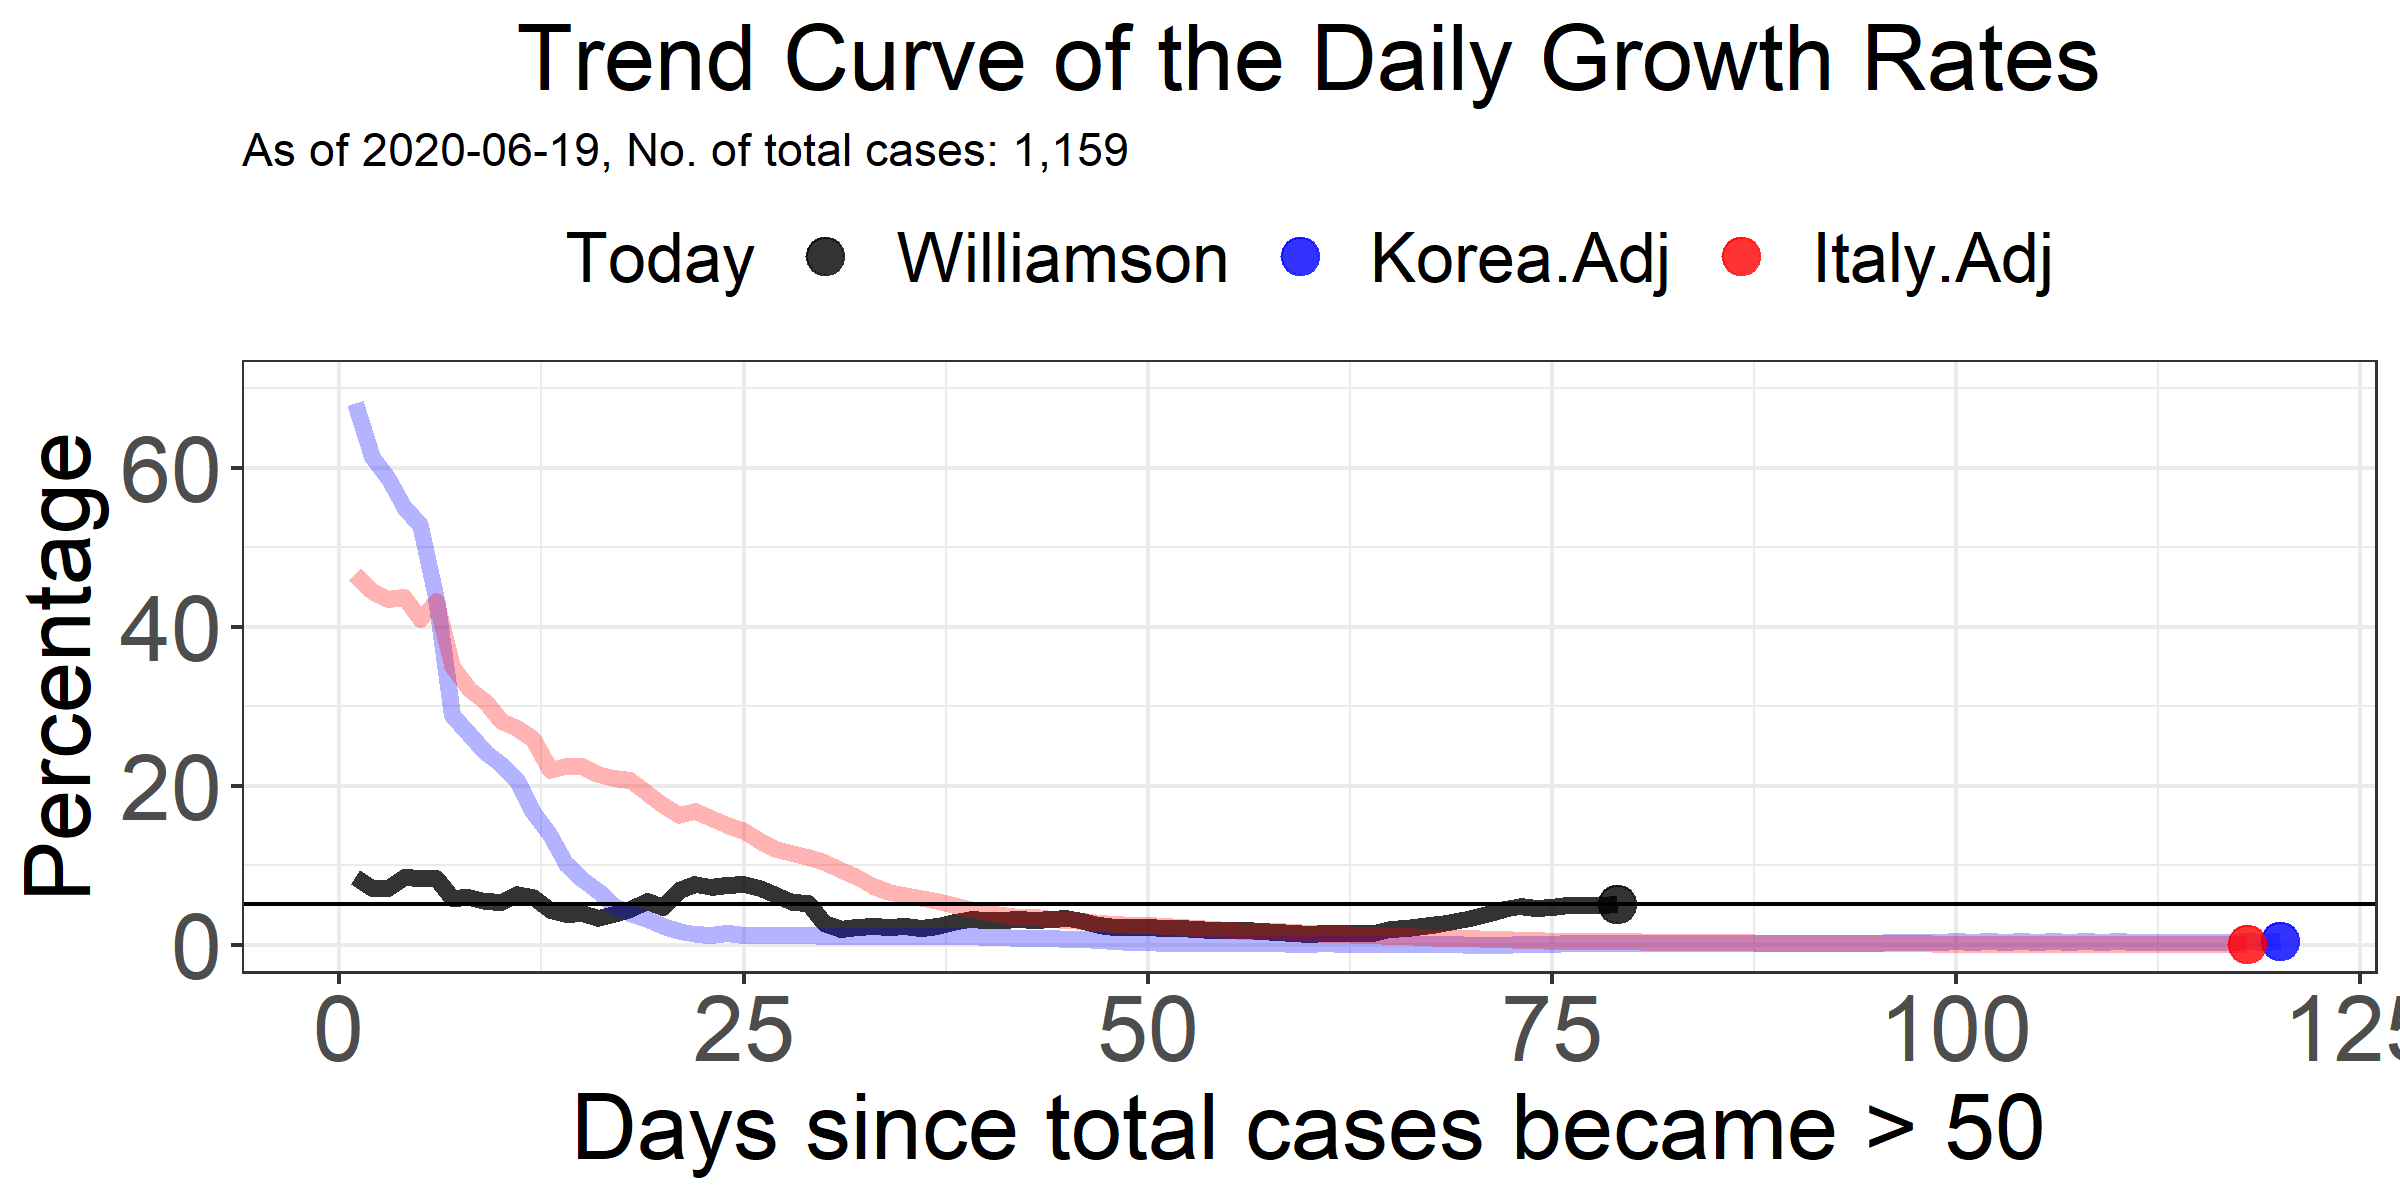 Trend Curve of the Daily Growth Rates
As of 2020-06-19, No. of total cases: 1,159
Today Williamson Korea.Adj Italy.Adj
Percentage
60
40
20
0
0 25 50 75 100 125
Days since total cases became > 50